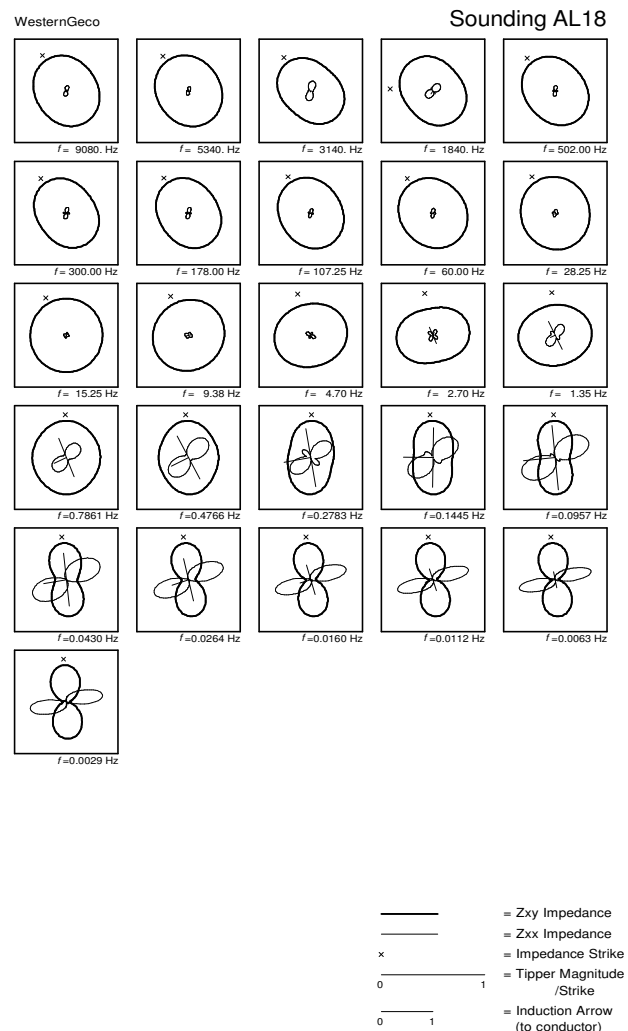 WesternGeco Sounding AL18
f = 9080. Hz f = 5340. Hz f = 3140. Hz f = 1840. Hz f = 502.00 Hz
f = 300.00 Hz f = 178.00 Hz f = 107.25 Hz f = 60.00 Hz f = 28.25 Hz
f = 15.25 Hz f = 9.38 Hz f = 4.70 Hz f = 2.70 Hz f = 1.35 Hz
f =0.7861 Hz f =0.4766 Hz f =0.2783 Hz f =0.1445 Hz f =0.0957 Hz
f =0.0430 Hz f =0.0264 Hz f =0.0160 Hz f =0.0112 Hz f =0.0063 Hz
f =0.0029 Hz
= Zxy Impedance
= Zxx Impedance
× = Impedance Strike
= Tipper Magnitude
0 1 /Strike
= Induction Arrow
0 1 (to conductor)